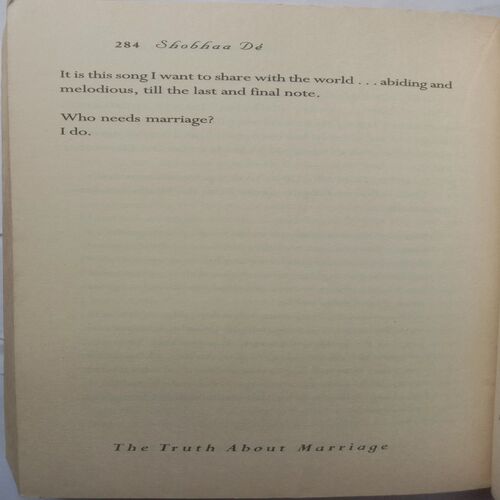 284 Shobhaa Dé
It is this song I want to share with the world . . . abiding and
melodious, till the last and final note.
Who needs marriage?
I do.
The Truth About Marriage